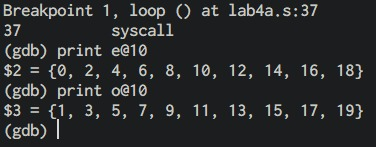 Breakpoint 1, loop () at lab4a.s:37
37        syscall
(gdb) print e@10
$2 = {0, 2, 4, 6, 8, 10, 12, 14, 16, 18}
(gdb) print o@10
$3 = {1, 3, 5, 7, 9, 11, 13, 15, 17, 19}
(gdb)